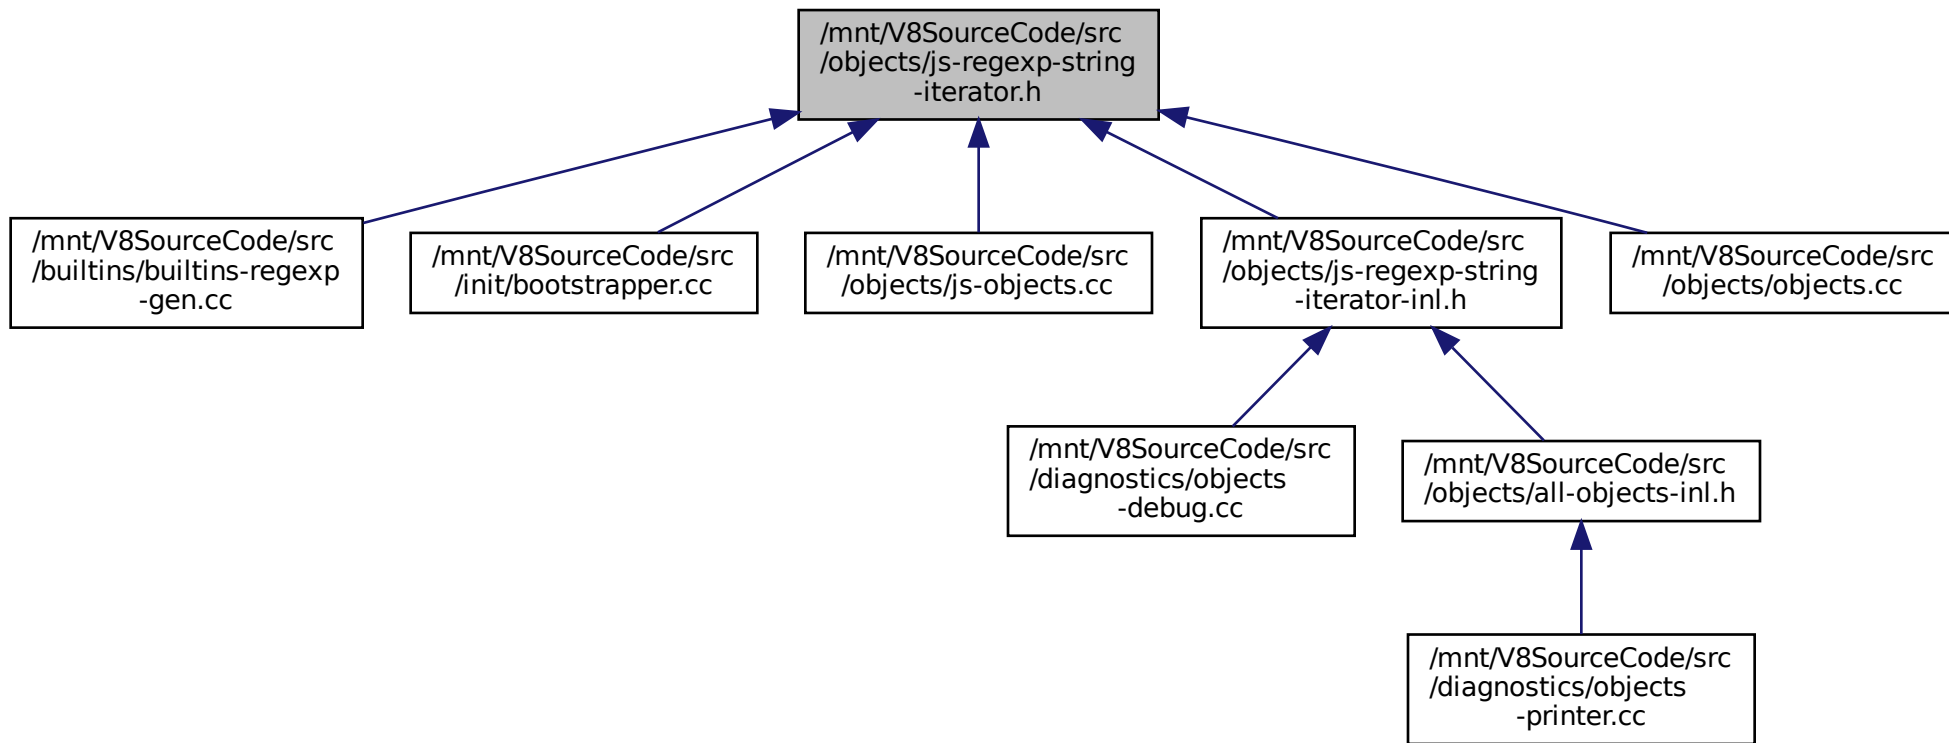 /mnt/V8SourceCode/src
/objects/js-regexp-string
-iterator.h
/mnt/V8SourceCode/src
/builtins/builtins-regexp
-gen.cc
/mnt/V8SourceCode/src
/init/bootstrapper.cc
/mnt/V8SourceCode/src
/objects/js-objects.cc
/mnt/V8SourceCode/src
/objects/js-regexp-string
-iterator-inl.h
/mnt/V8SourceCode/src
/objects/objects.cc
/mnt/V8SourceCode/src
/diagnostics/objects
-debug.cc
/mnt/V8SourceCode/src
/objects/all-objects-inl.h
/mnt/V8SourceCode/src
/diagnostics/objects
-printer.cc